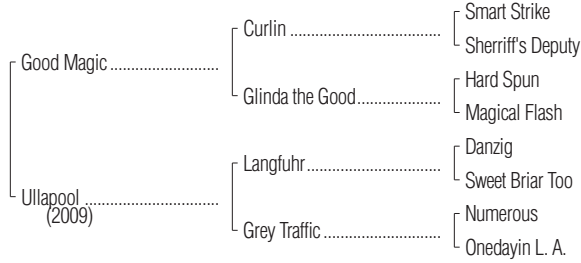 Smart Strike
Curlin
Sherriff's Deputy
Good Magic
Hard Spun
Glinda the Good
Magical Flash
Danzig
Langfuhr
Sweet Briar Too
Ullapool
(2009)
Numerous
Grey Traffic
Onedayin L. A.